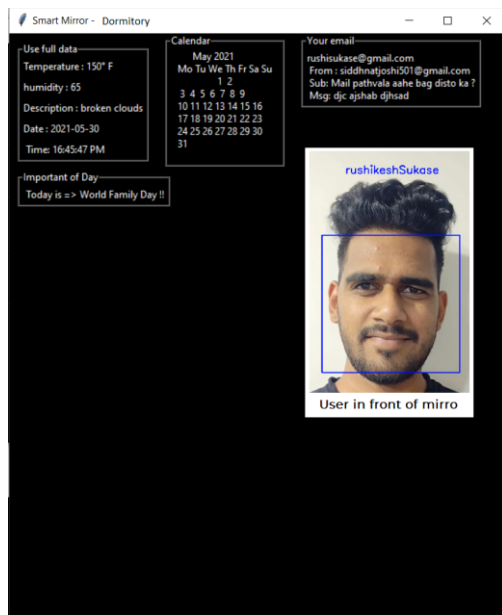 Smart Mirror - Dormitory
Use full data
Temperature : 150° F
humidity : 65
Description : broken clouds
Date : 2021-05-30
Time: 16:45:47 PM
Calendar
May 2021
Mo Tu We Th Fr Sa Su
1 2
3 4 5 6 7 8 9
10 11 12 13 14 15 16
17 18 19 20 21 22 23
24 25 26 27 28 29 30
31
Your email
rushisukase@gmail.com
From : siddhnatjoshi501@gmail.com
Sub: Mail pathvala aahe bag disto ka ?
Msg: djc ajshab djhsad
Important of Day
Today is => World Family Day !!
rushikeshSukase
User in front of mirro